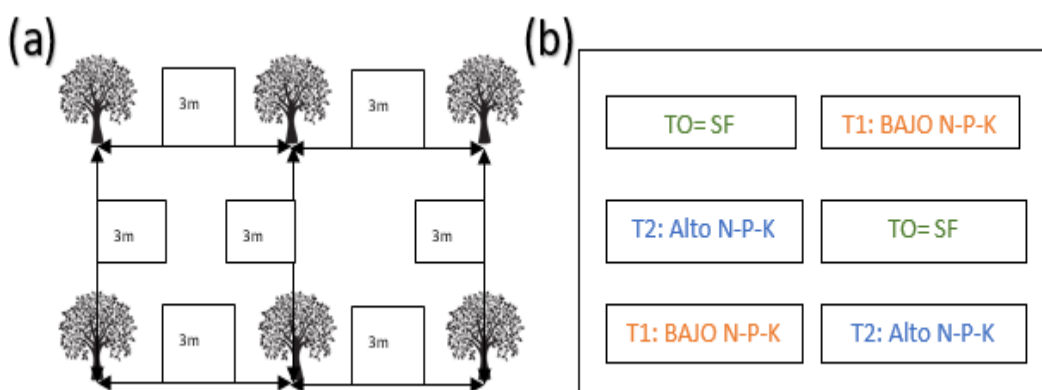 (a)
3m
3m
3m
3m
3m
3m
3m
(b)
TO= SF
T1: BAJO N-P-K
T2: Alto N-P-K
TO= SF
T1: BAJO N-P-K
T2: Alto N-P-K